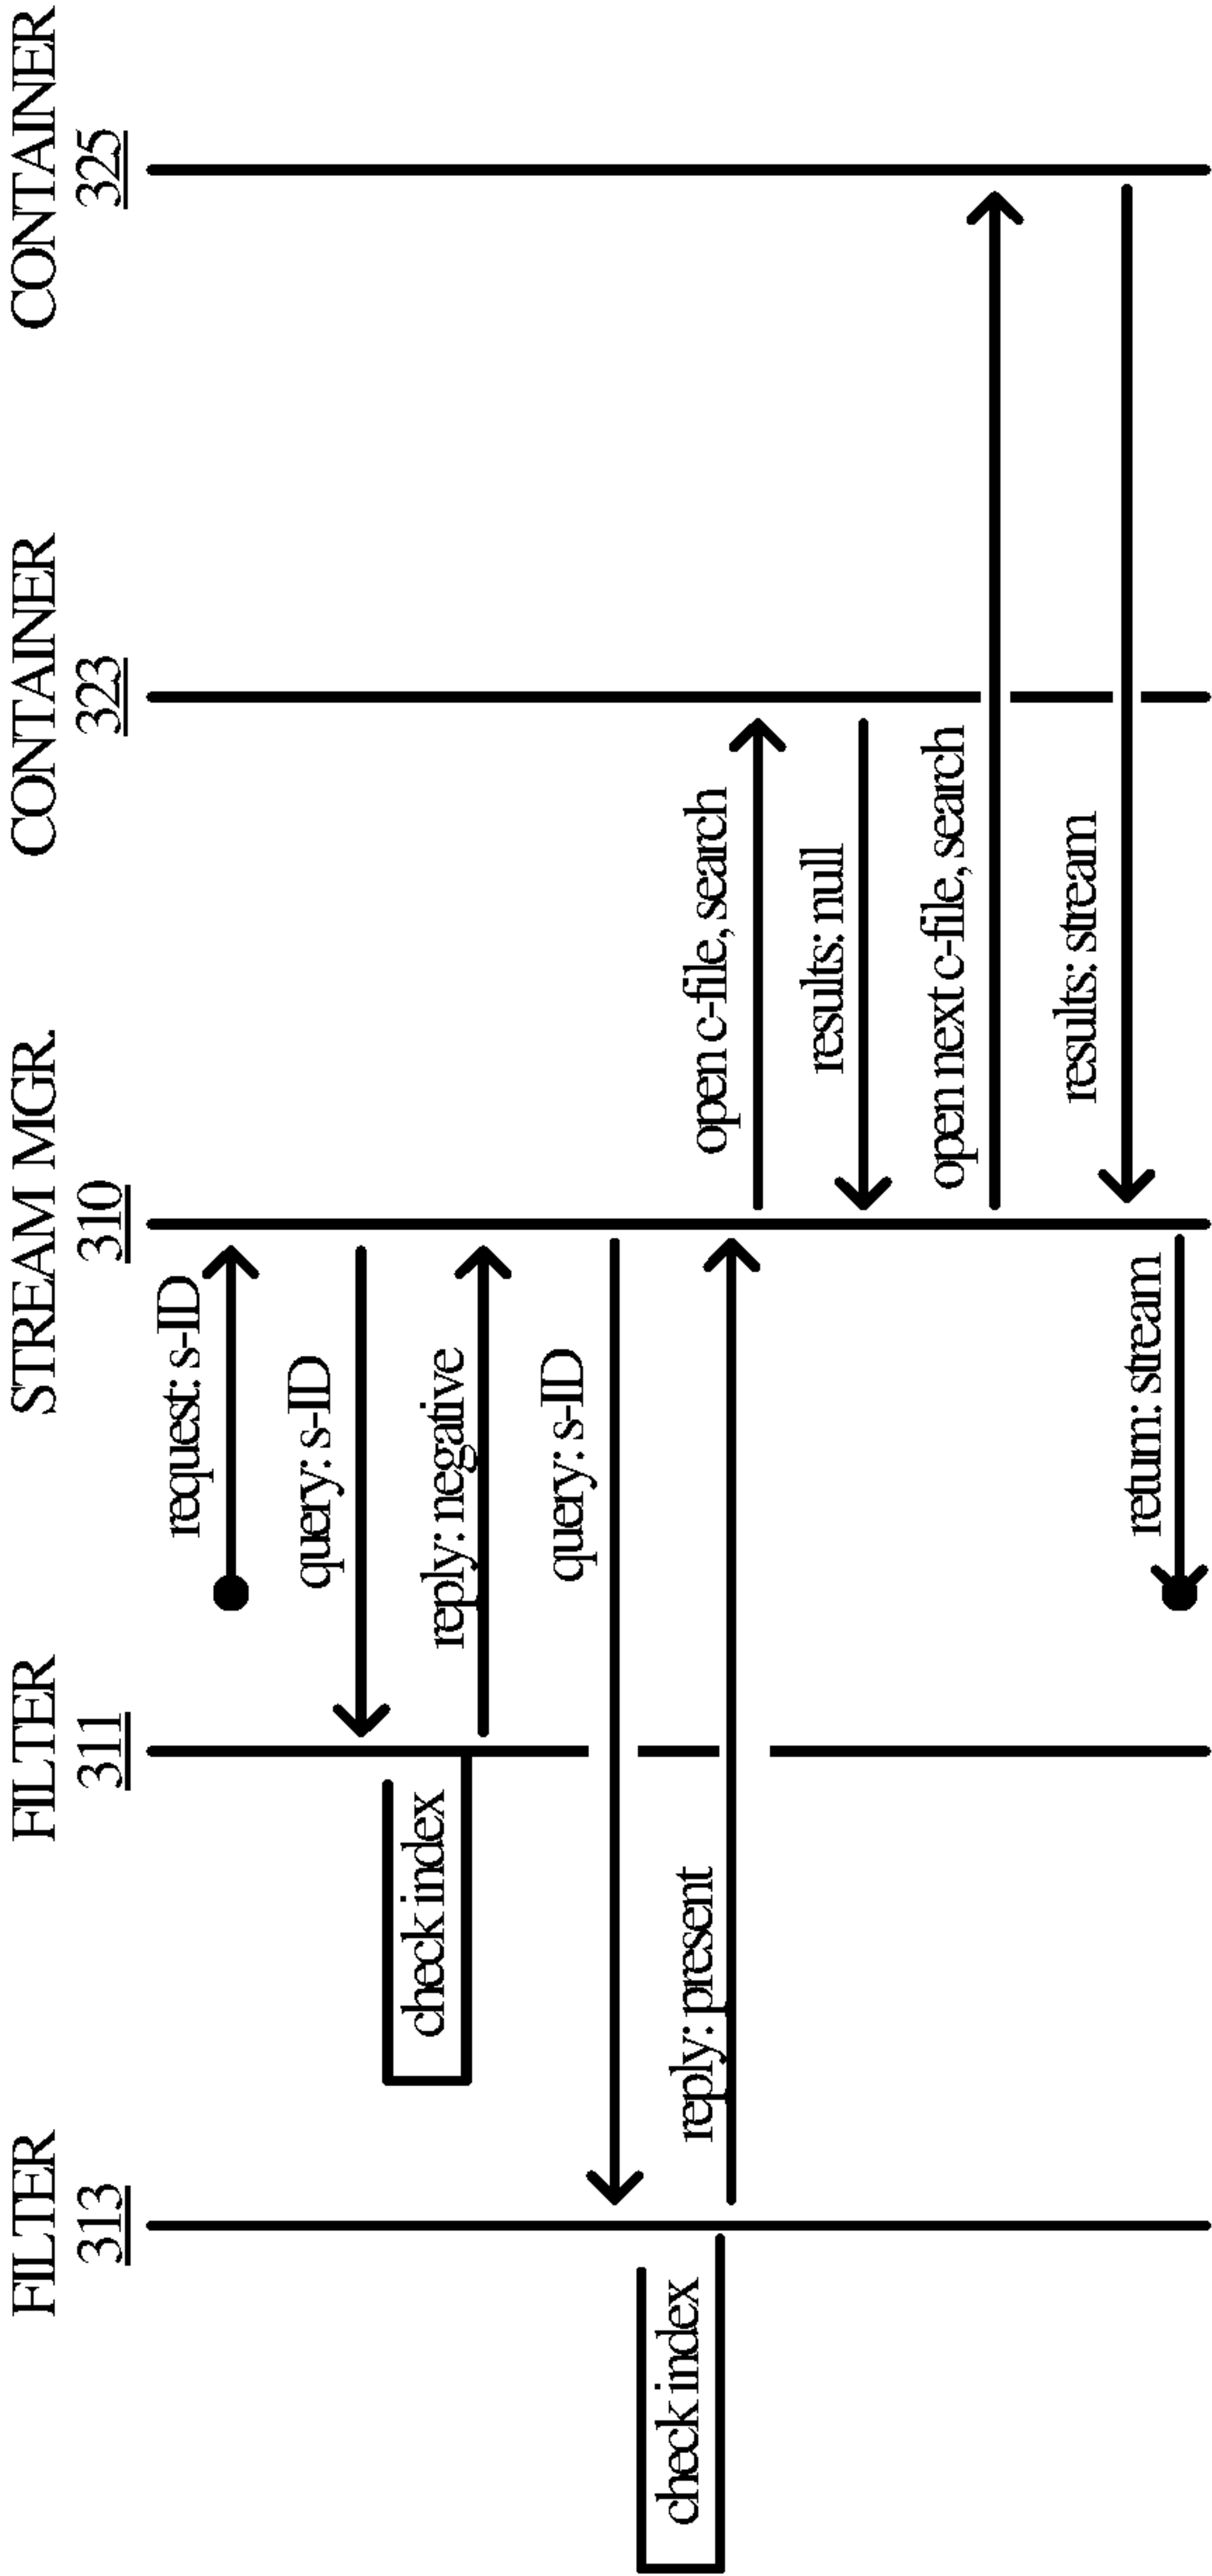 FILTER
313
FILTER
311
STREAM MGR.
310
CONTAINER
323
CONTAINER
325
request: s-ID
query: s-ID
check index
reply: negative
query: s-ID
check index
reply: present
open c-file, search
results: null
open next c-file, search
results: stream
return: stream